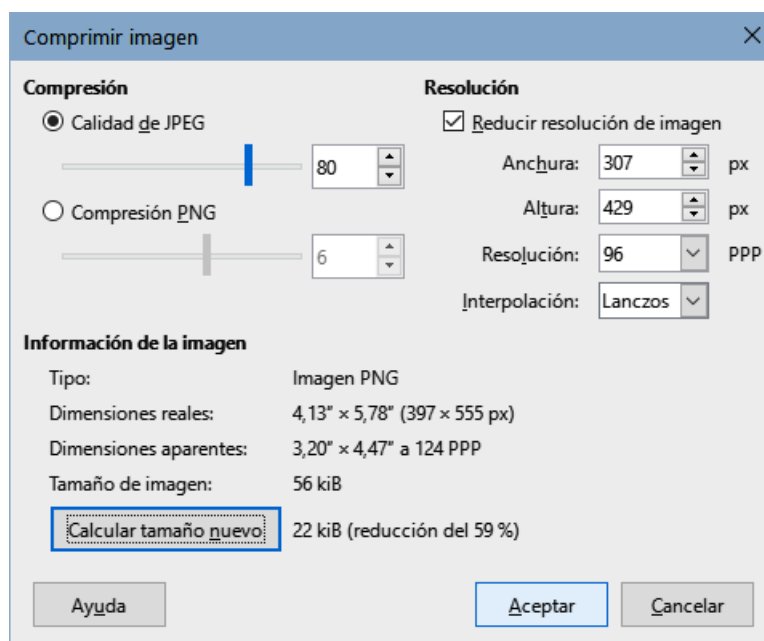 Comprimir imagen
Compresión
Calidad de JPEG
80
Compresión PNG
6
Resolución
Reducir resolución de imagen
Anchura: 307 px
Altura: 429 px
Resolución: 96 PPP
Interpolación: Lanczos
Información de la imagen
Tipo: Imagen PNG
Dimensiones reales: 4,13″ × 5,78″ (397 × 555 px)
Dimensiones aparentes: 3,20″ × 4,47″ a 124 PPP
Tamaño de imagen: 56 kiB
Calcular tamaño nuevo 22 kiB (reducción del 59 %)
Ayuda Aceptar Cancelar